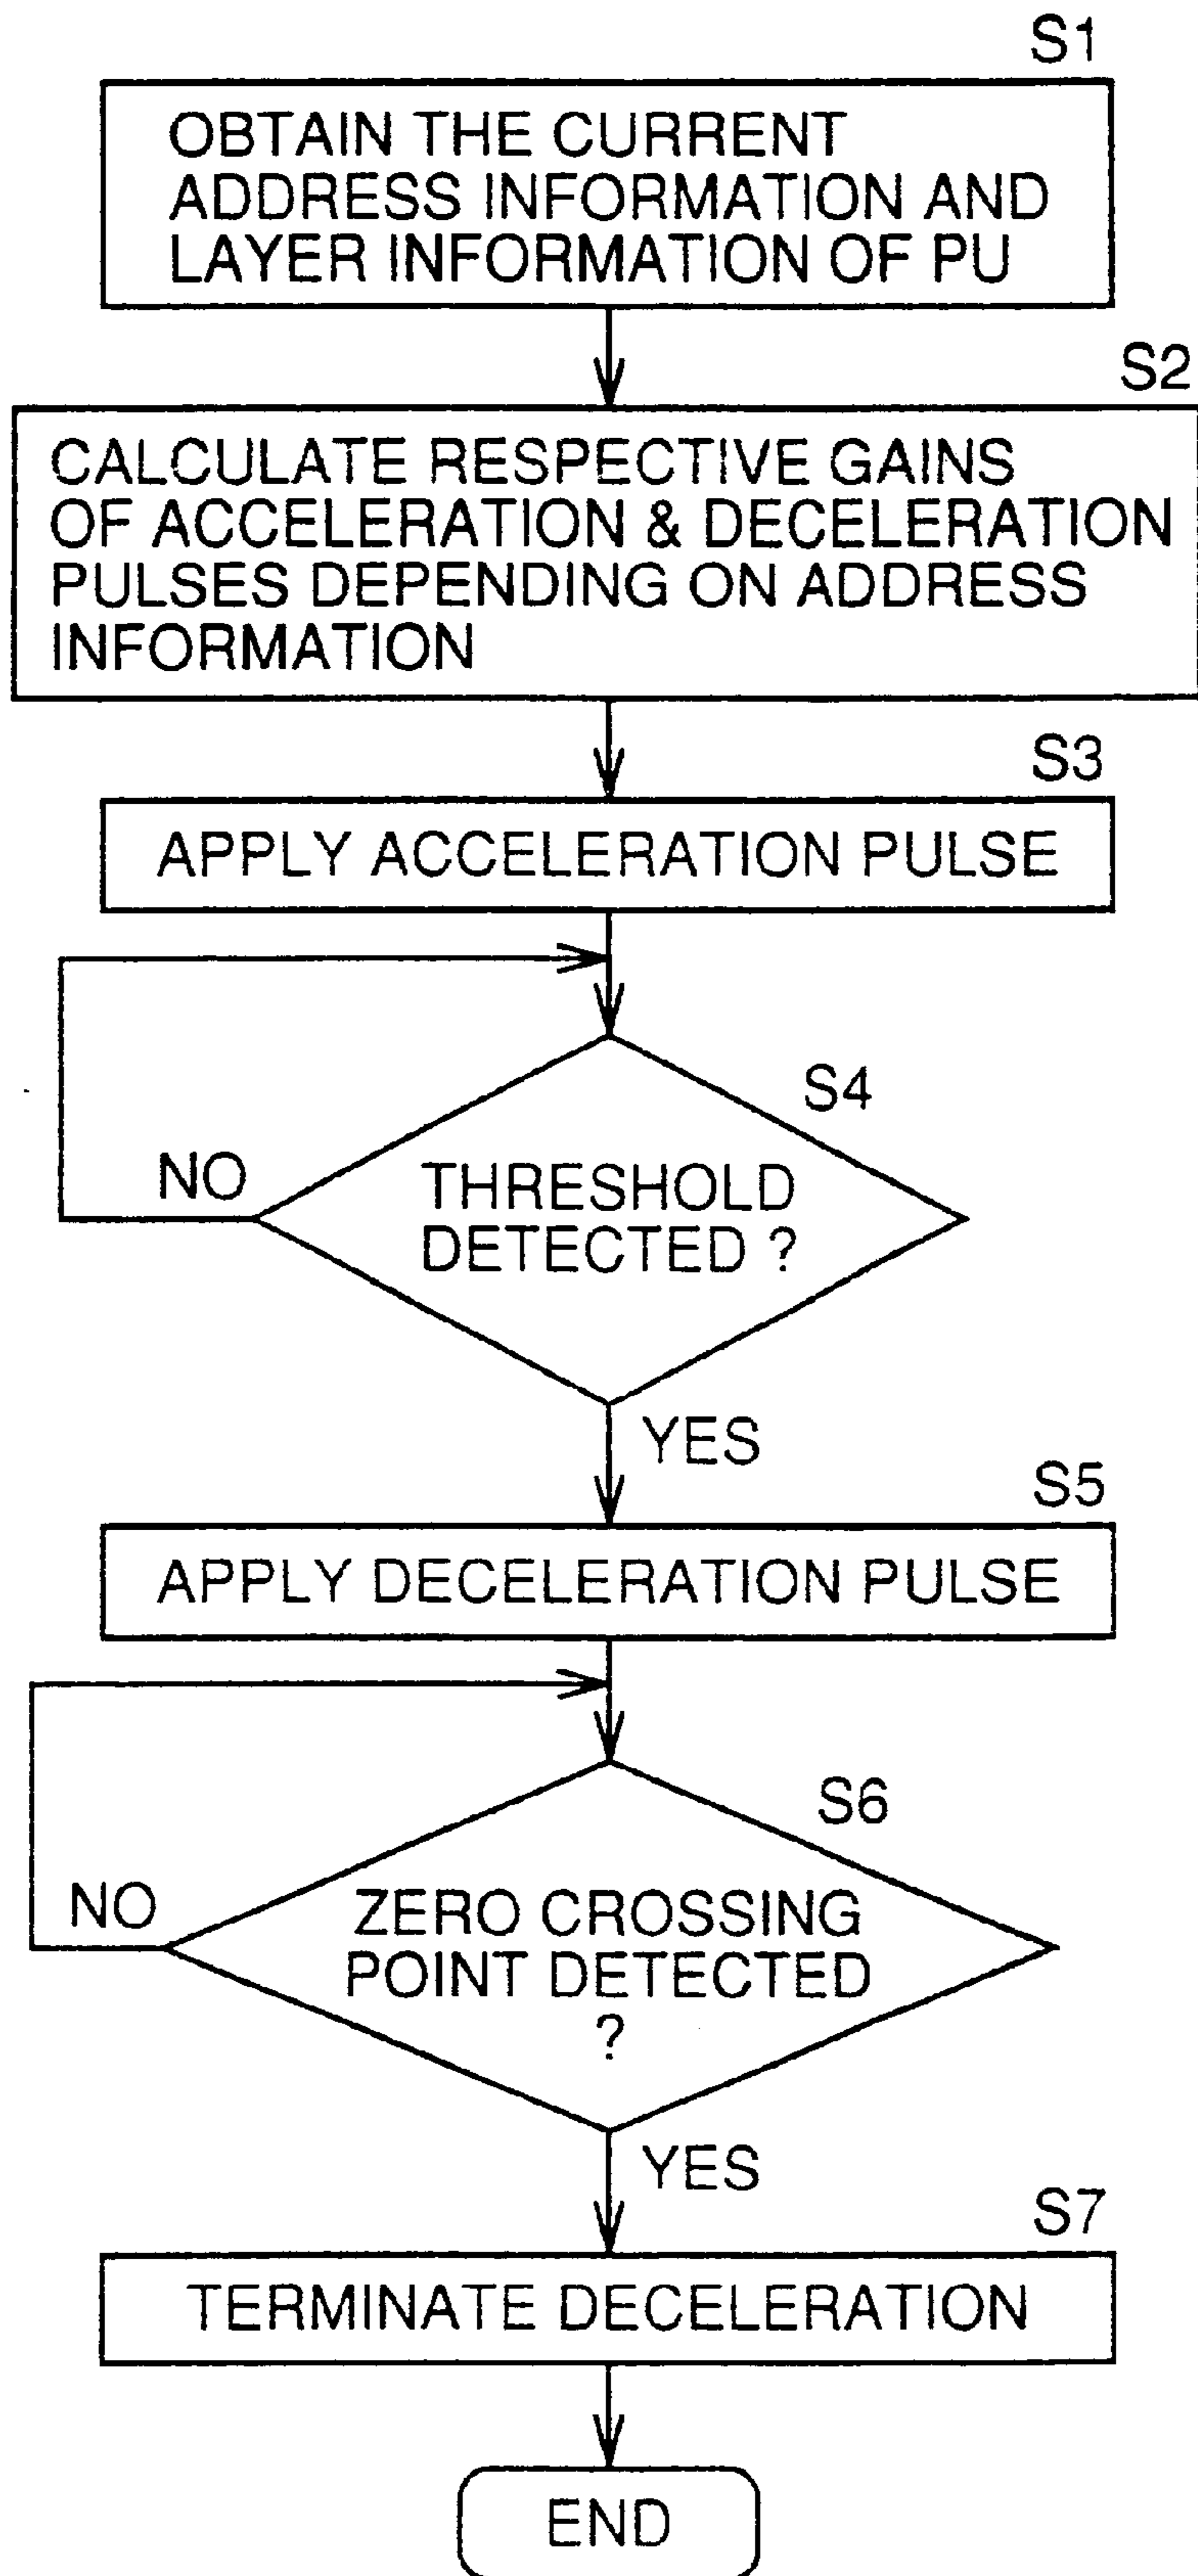 S1
OBTAIN THE CURRENT
ADDRESS INFORMATION AND
LAYER INFORMATION OF PU
S2
CALCULATE RESPECTIVE GAINS
OF ACCELERATION & DECELERATION
PULSES DEPENDING ON ADDRESS
INFORMATION
S3
APPLY ACCELERATION PULSE
S4
NO
THRESHOLD
DETECTED ?
YES
S5
APPLY DECELERATION PULSE
S6
NO
ZERO CROSSING
POINT DETECTED
?
YES
S7
TERMINATE DECELERATION
END